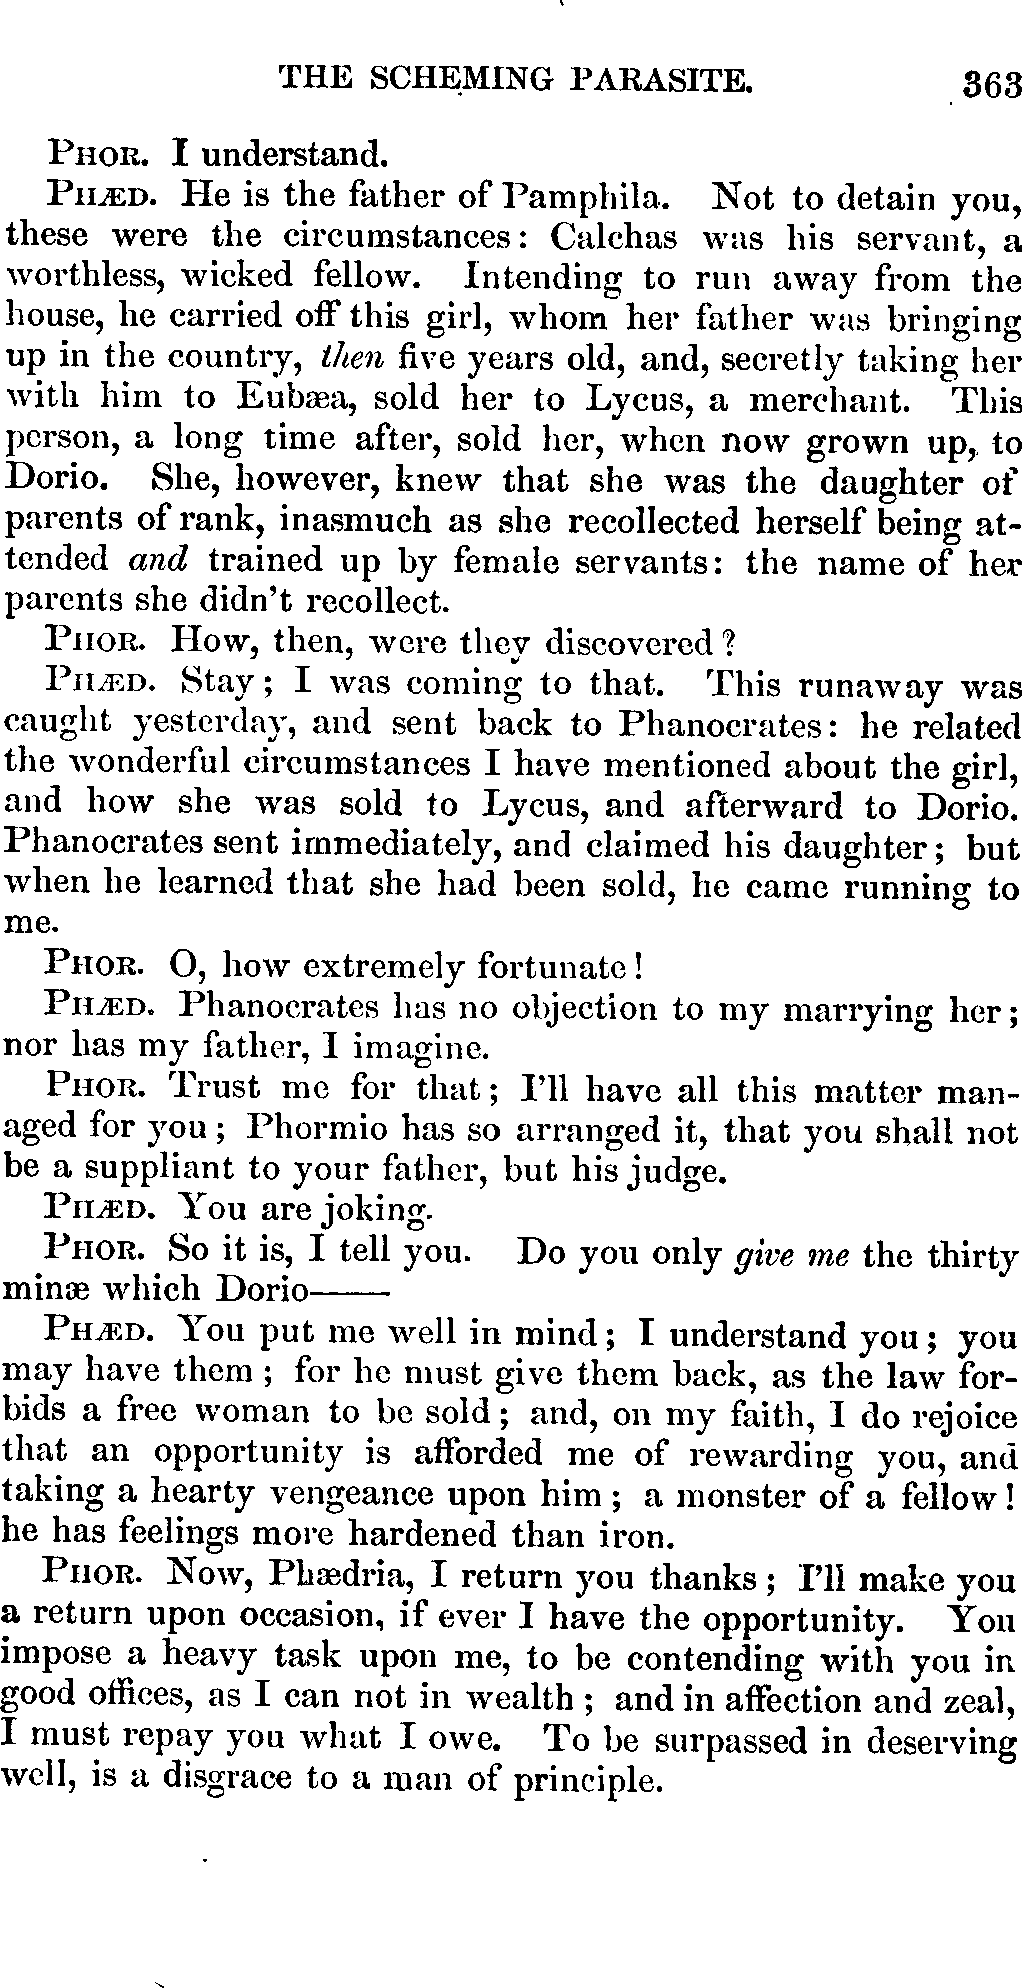 THE SCHEMING PARASITE. 363
PHOR. I understand.
PHÆD. He is the father of Pamphila. Not to detain you,
these were the circumstances: Calchas was his servant, a
worthless, wicked fellow. Intending to run away from the
house, he carried off this girl, whom her father was bringing
up in the country, then five years old, and, secretly taking her
with him to Eubæa, sold her to Lycus, a merchant. This
person, a long time after, sold her, when now grown up, to
Dorio. She, however, knew that she was the daughter of
parents of rank, inasmuch as she recollected herself being at-
tended and trained up by female servants: the name of her
parents she didn't recollect.
PHOR. How, then, were they discovered?
PHÆD. Stay; I was coming to that. This runaway was
caught yesterday, and sent back to Phanocrates: he related
the wonderful circumstances I have mentioned about the girl,
and how she was sold to Lycus, and afterward to Dorio.
Phanocrates sent immediately, and claimed his daughter; but
when he learned that she had been sold, he came running to
me.
PHOR. O, how extremely fortunate!
PHÆD. Phanocrates has no objection to my marrying her;
nor has my father, I imagine.
PHOR. Trust me for that; I'll have all this matter man-
aged for you; Phormio has so arranged it, that you shall not
be a suppliant to your father, but his judge.
PHÆD. You are joking.
PHOR. So it is, I tell you. Do you only give me the thirty
minæ which Dorio——
PHÆD. You put me well in mind; I understand you; you
may have them; for he must give them back, as the law for-
bids a free woman to be sold; and, on my faith, I do rejoice
that an opportunity is afforded me of rewarding you, and
taking a hearty vengeance upon him; a monster of a fellow!
he has feelings more hardened than iron.
PHOR. Now, Phædria, I return you thanks; I'll make you
a return upon occasion, if ever I have the opportunity. You
impose a heavy task upon me, to be contending with you in
good offices, as I can not in wealth; and in affection and zeal,
I must repay you what I owe. To be surpassed in deserving
well, is a disgrace to a man of principle.